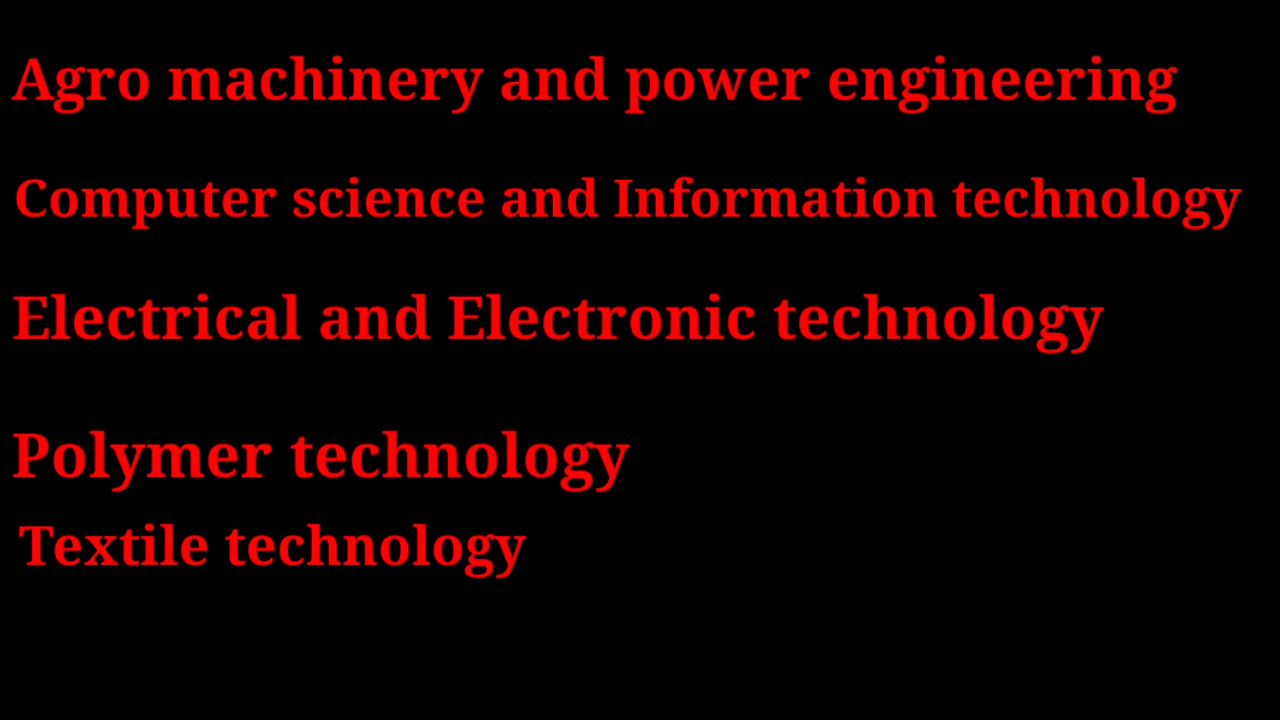 Agro machinery and power engineering
Computer science and Information technology
Electrical and Electronic technology
Polymer technology
Textile technology